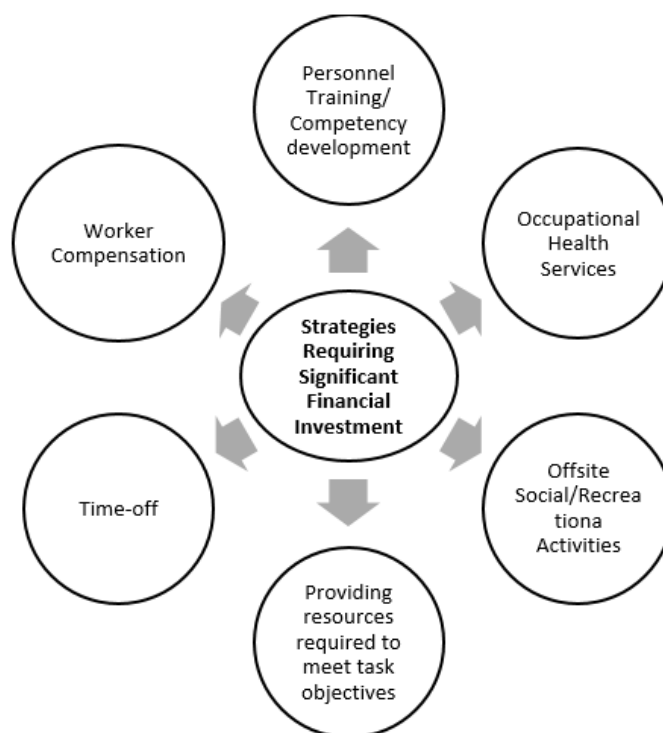 Personnel
Training/
Competency
development
Worker
Compensation
Occupational
Health
Services
Strategies
Requiring
Significant
Financial
Investment
Time-off
Offsite
Social/Recrea
tiona
Activities
Providing
resources
required to
meet task
objectives